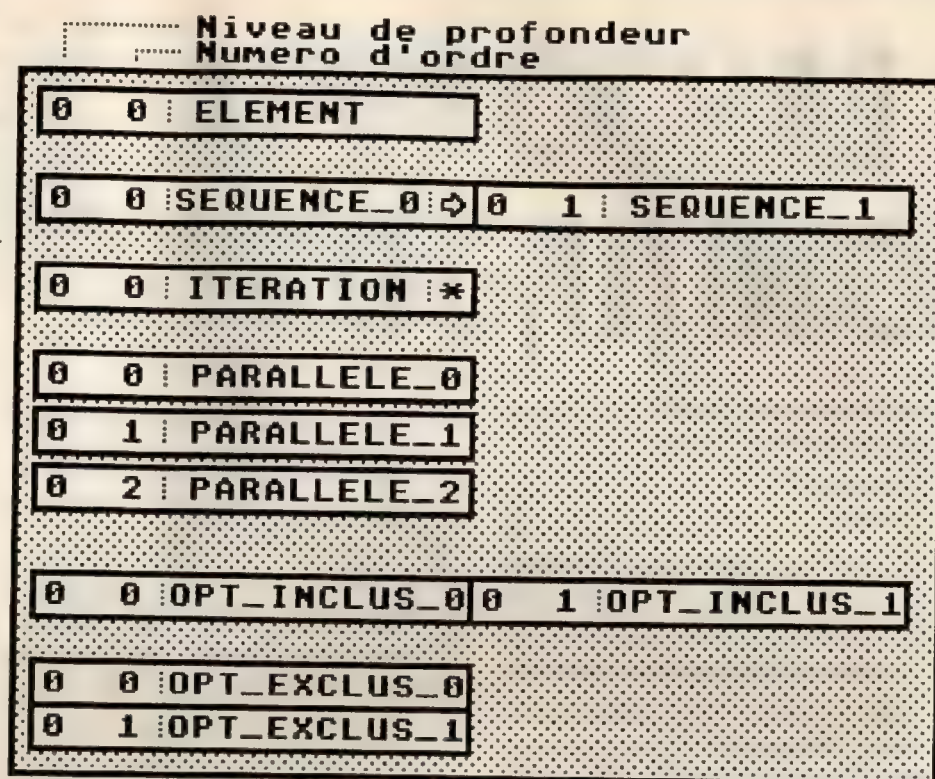 Niveau de profondeur
Numero d'ordre
0 0 ELEMENT
0 0 SEQUENCE_0 ⇨ 0 1 SEQUENCE_1
0 0 ITERATION *
0 0 PARALLELE_0
0 1 PARALLELE_1
0 2 PARALLELE_2
0 0 OPT_INCLUS_0 0 1 OPT_INCLUS_1
0 0 OPT_EXCLUS_0
0 1 OPT_EXCLUS_1